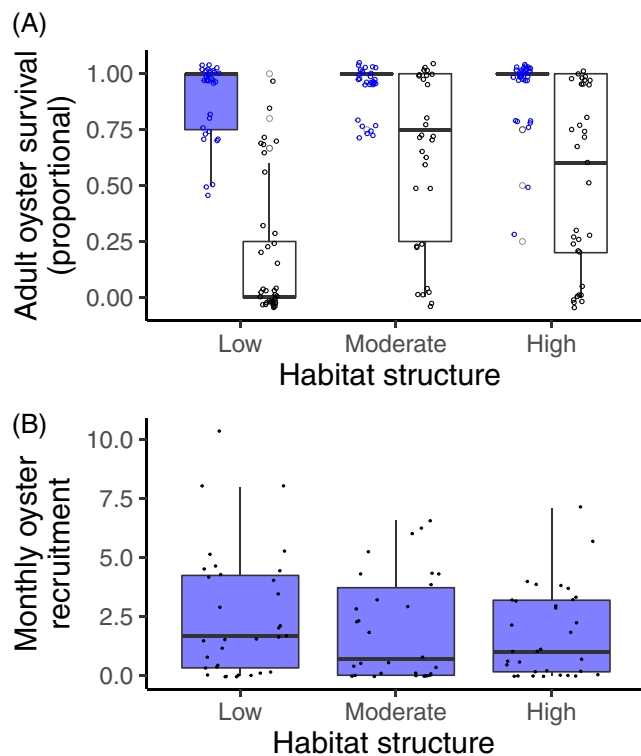 (A)
Adult oyster survival
(proportional)
1.00
0.75
0.50
0.25
0.00
Low Moderate High
Habitat structure
(B)
Monthly oyster
recruitment
10.0
7.5
5.0
2.5
0.0
Low Moderate High
Habitat structure